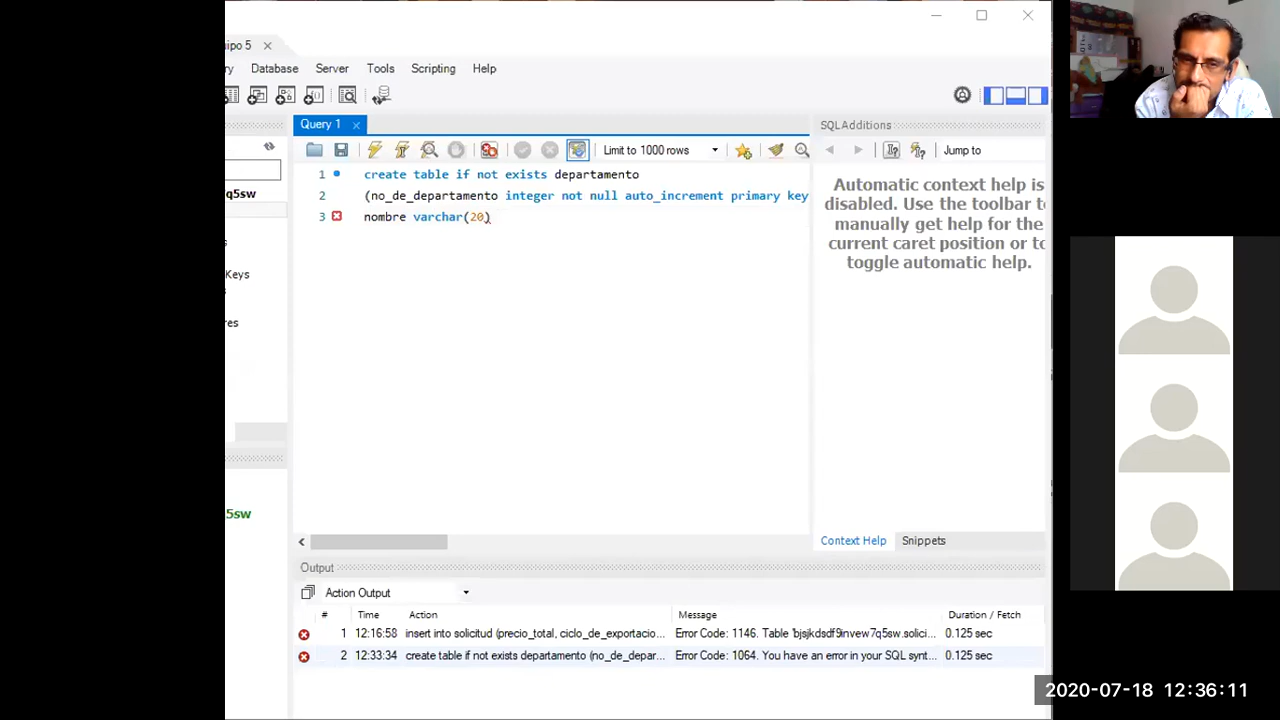 ipo 5
ry Database Server Tools Scripting Help
Query 1
SQLAdditions
Limit to 1000 rows
Jump to
q5sw
1 create table if not exists departamento
2 (no_de_departamento integer not null auto_increment primary key
3 nombre varchar(20)
Keys
res
5sw
Automatic context help is
disabled. Use the toolbar t
manually get help for the
current caret position or to
toggle automatic help.
Context Help Snippets
Output
Action Output
# Time Action Message Duration / Fetch
1 12:16:58 insert into solicitud (precio_total, ciclo_de_exportacio... Error Code: 1146. Table 'bjsjkdsdf9invew7q5sw.solici... 0.125 sec
2 12:33:34 create table if not exists departamento (no_de_depar... Error Code: 1064. You have an error in your SQL synt... 0.125 sec
2020-07-18 12:36:11